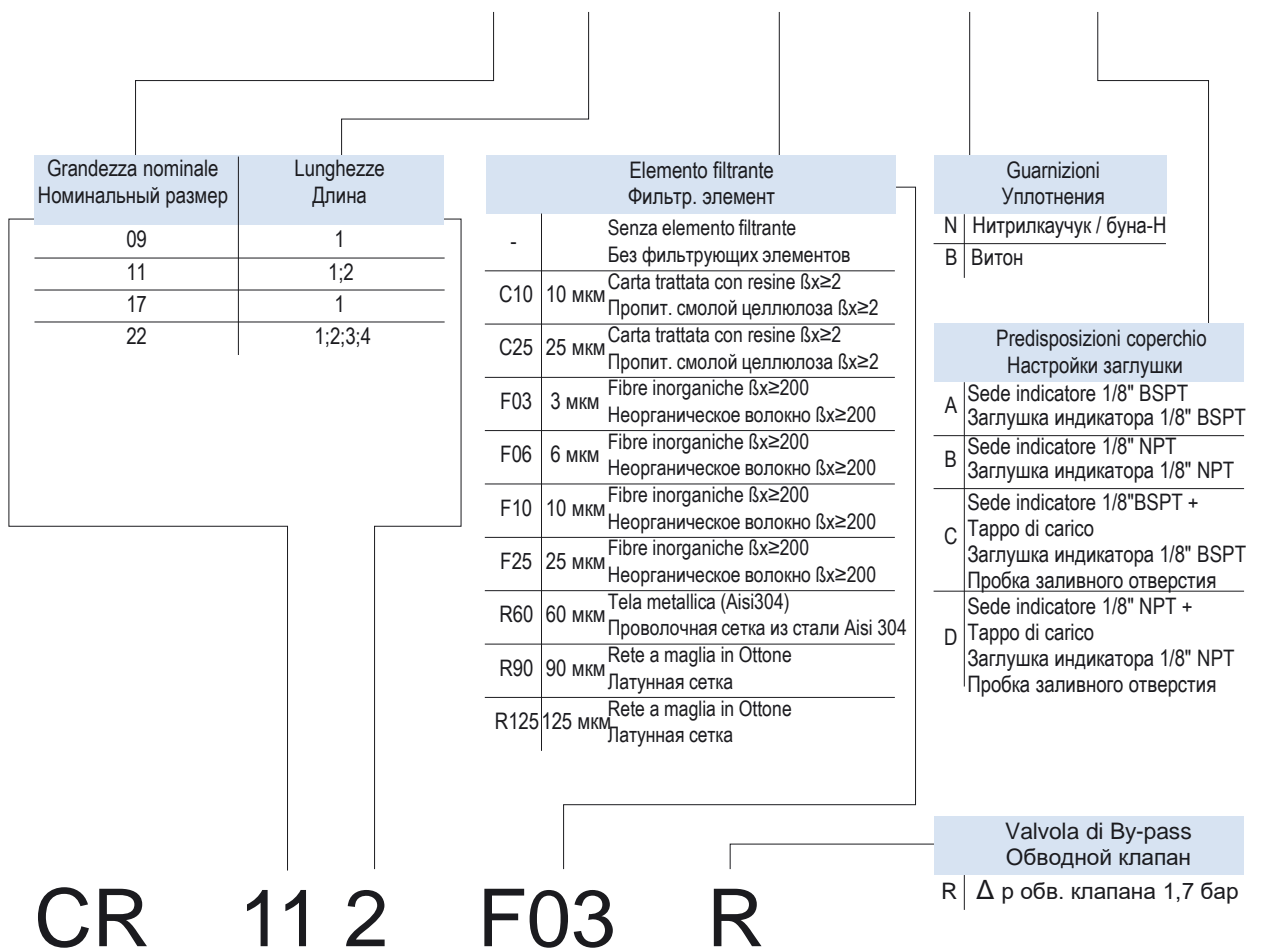 Grandezza nominale
Номинальный размер
Lunghezze
Длина
09 1
11 1;2
17 1
22 1;2;3;4
Elemento filtrante
Фильтр. элемент
- Senza elemento filtrante
Без фильтрующих элементов
C10 10 мкм Carta trattata con resine ßx≥2
Пропит. смолой целлюлоза ßx≥2
C25 25 мкм Carta trattata con resine ßx≥2
Пропит. смолой целлюлоза ßx≥2
F03 3 мкм Fibre inorganiche ßx≥200
Неорганическое волокно ßx≥200
F06 6 мкм Fibre inorganiche ßx≥200
Неорганическое волокно ßx≥200
F10 10 мкм Fibre inorganiche ßx≥200
Неорганическое волокно ßx≥200
F25 25 мкм Fibre inorganiche ßx≥200
Неорганическое волокно ßx≥200
R60 60 мкм Tela metallica (Aisi304)
Проволочная сетка из стали Aisi 304
R90 90 мкм Rete a maglia in Ottone
Латунная сетка
R125 125 мкм Rete a maglia in Ottone
Латунная сетка
Guarnizioni
Уплотнения
N Нитрилкаучук / буна-Н
B Витон
Predisposizioni coperchio
Настройки заглушки
A Sede indicatore 1/8" BSPT
Заглушка индикатора 1/8" BSPT
B Sede indicatore 1/8" NPT
Заглушка индикатора 1/8" NPT
C Sede indicatore 1/8"BSPT +
Tappo di carico
Заглушка индикатора 1/8" BSPT
Пробка заливного отверстия
D Sede indicatore 1/8" NPT +
Tappo di carico
Заглушка индикатора 1/8" NPT
Пробка заливного отверстия
Valvola di By-pass
Обводной клапан
R Δ р обв. клапана 1,7 бар
CR 11 2 F03 R